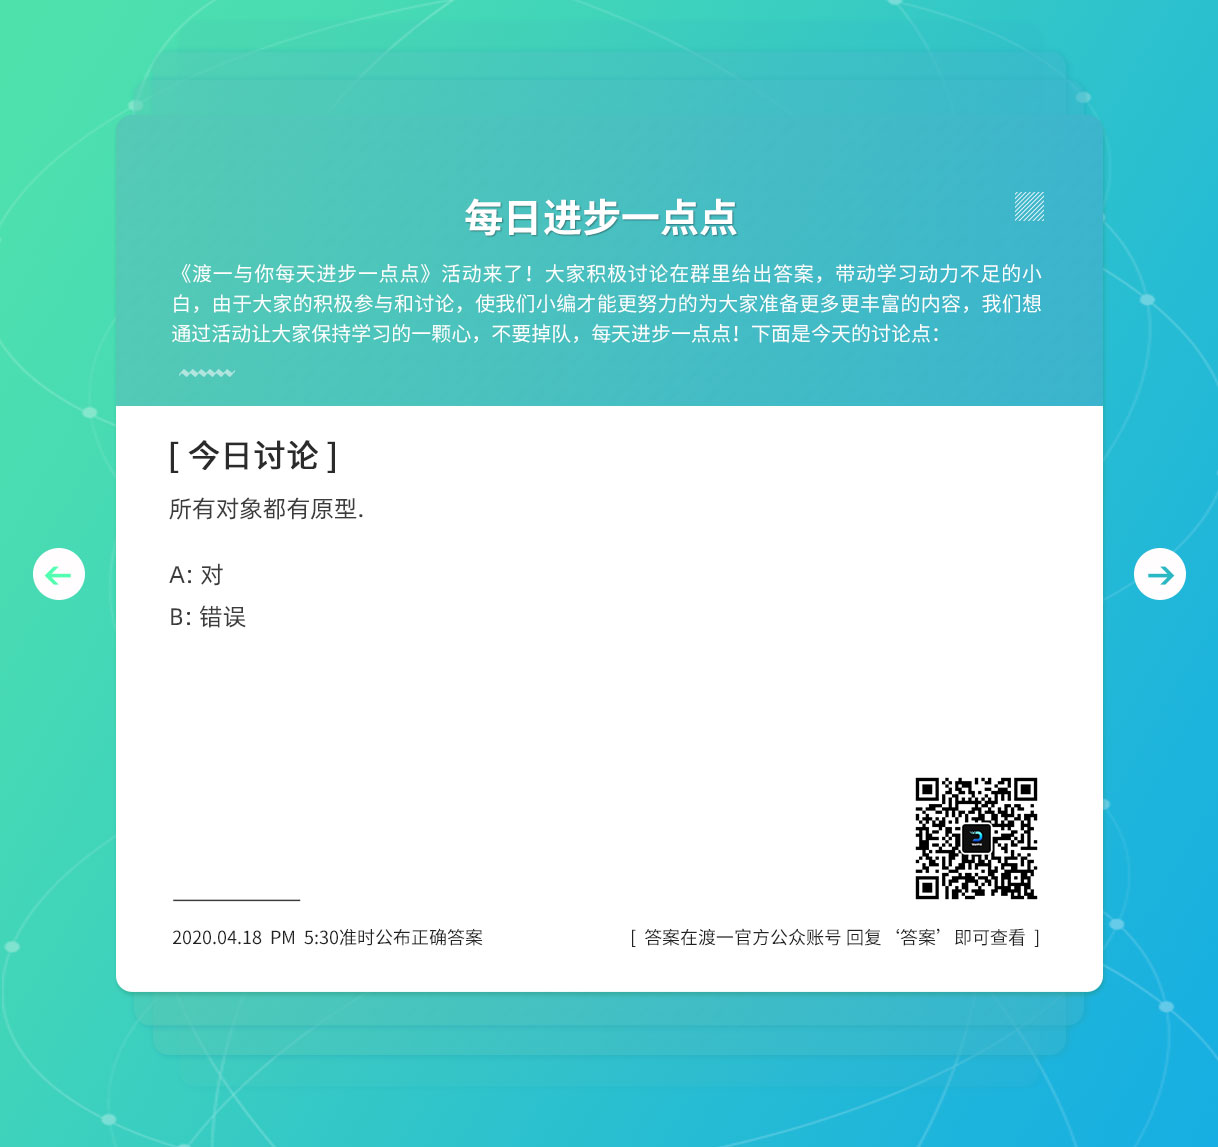 每日进步一点点
《渡一与你每天进步一点点》活动来了！大家积极讨论在群里给出答案，带动学习动力不足的小
白，由于大家的积极参与和讨论，使我们小编才能更努力的为大家准备更多更丰富的内容，我们想
通过活动让大家保持学习的一颗心，不要掉队，每天进步一点点！下面是今天的讨论点：
[ 今日讨论 ]
所有对象都有原型.
A: 对
B: 错误
2020.04.18 PM 5:30准时公布正确答案
[ 答案在渡一官方公众账号 回复 ‘答案’ 即可查看 ]